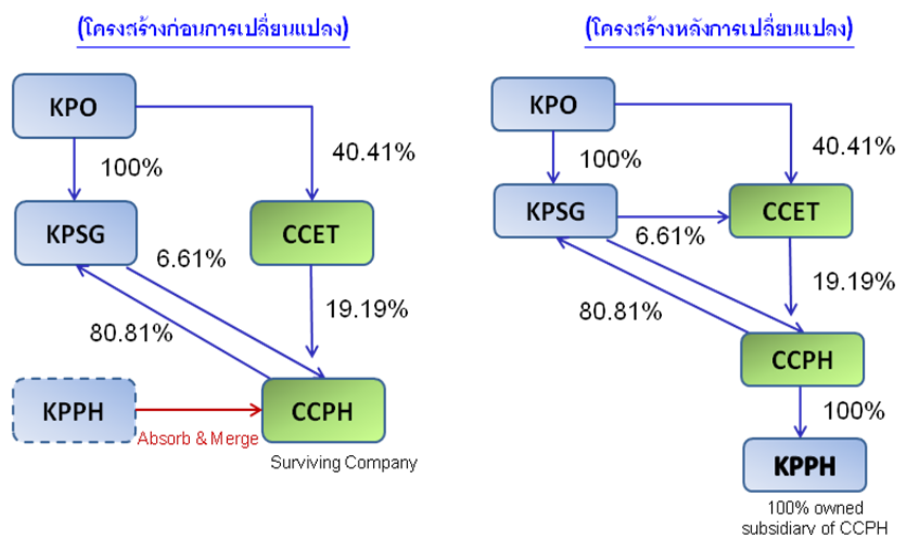 (โครงสร้างก่อนการเปลี่ยนแปลง)
KPO
100%
40.41%
KPSG
CCET
6.61%
19.19%
80.81%
KPPH
Absorb & Merge
CCPH
Surviving Company
(โครงสร้างหลังการเปลี่ยนแปลง)
KPO
100%
40.41%
KPSG
CCET
6.61%
19.19%
80.81%
CCPH
100%
KPPH
100% owned
subsidiary of CCPH